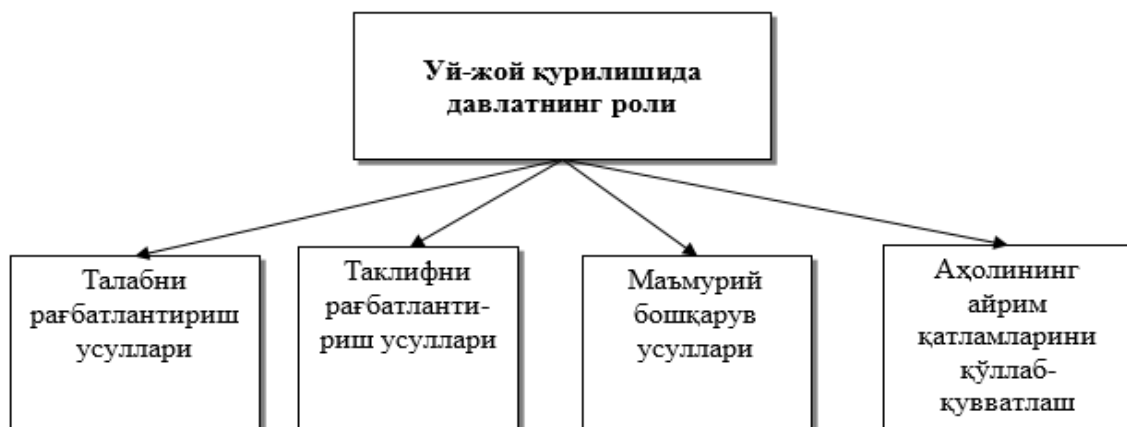 Уй-жой қурилишида
давлатнинг роли
Талабни
рағбатлантириш
усуллари
Таклифни
рағбатланти-
риш усуллари
Маъмурий
бошқарув
усуллари
Аҳолининг
айрим
қатламларини
қўллаб-
қувватлаш